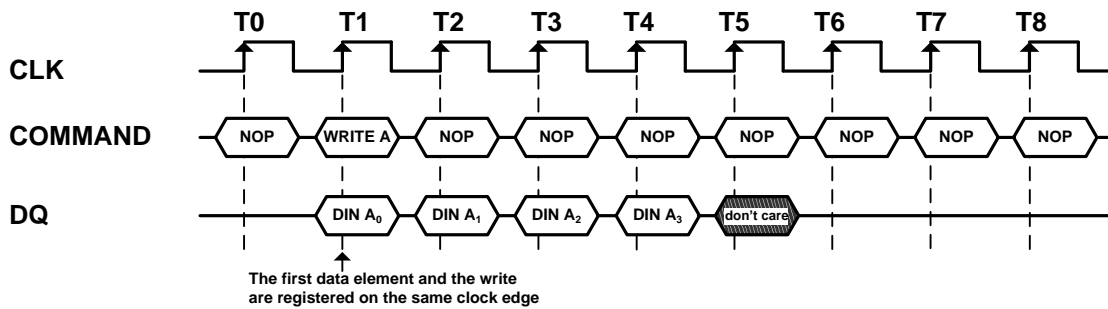 T0 T1 T2 T3 T4 T5 T6 T7 T8
CLK
COMMAND NOP WRITE A NOP NOP NOP NOP NOP NOP NOP
DQ DIN A₀ DIN A₁ DIN A₂ DIN A₃ don't care
The first data element and the write
are registered on the same clock edge